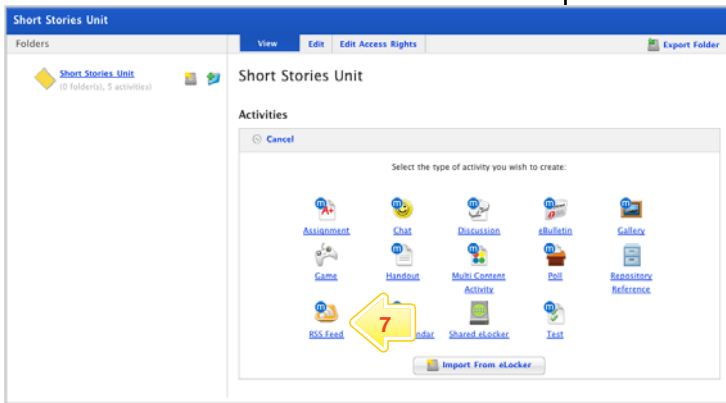 Short Stories Unit
Folders
View Edit Edit Access Rights Export Folder
Short Stories Unit
(0 folder(s), 5 activities)
Short Stories Unit
Activities
Cancel
Select the type of activity you wish to create:
Assignment Chat Discussion eBulletin Gallery
Game Handout Multi Content Activity Poll Repository Reference
RSS Feed 7 ndar Shared eLocker Test
Import From eLocker